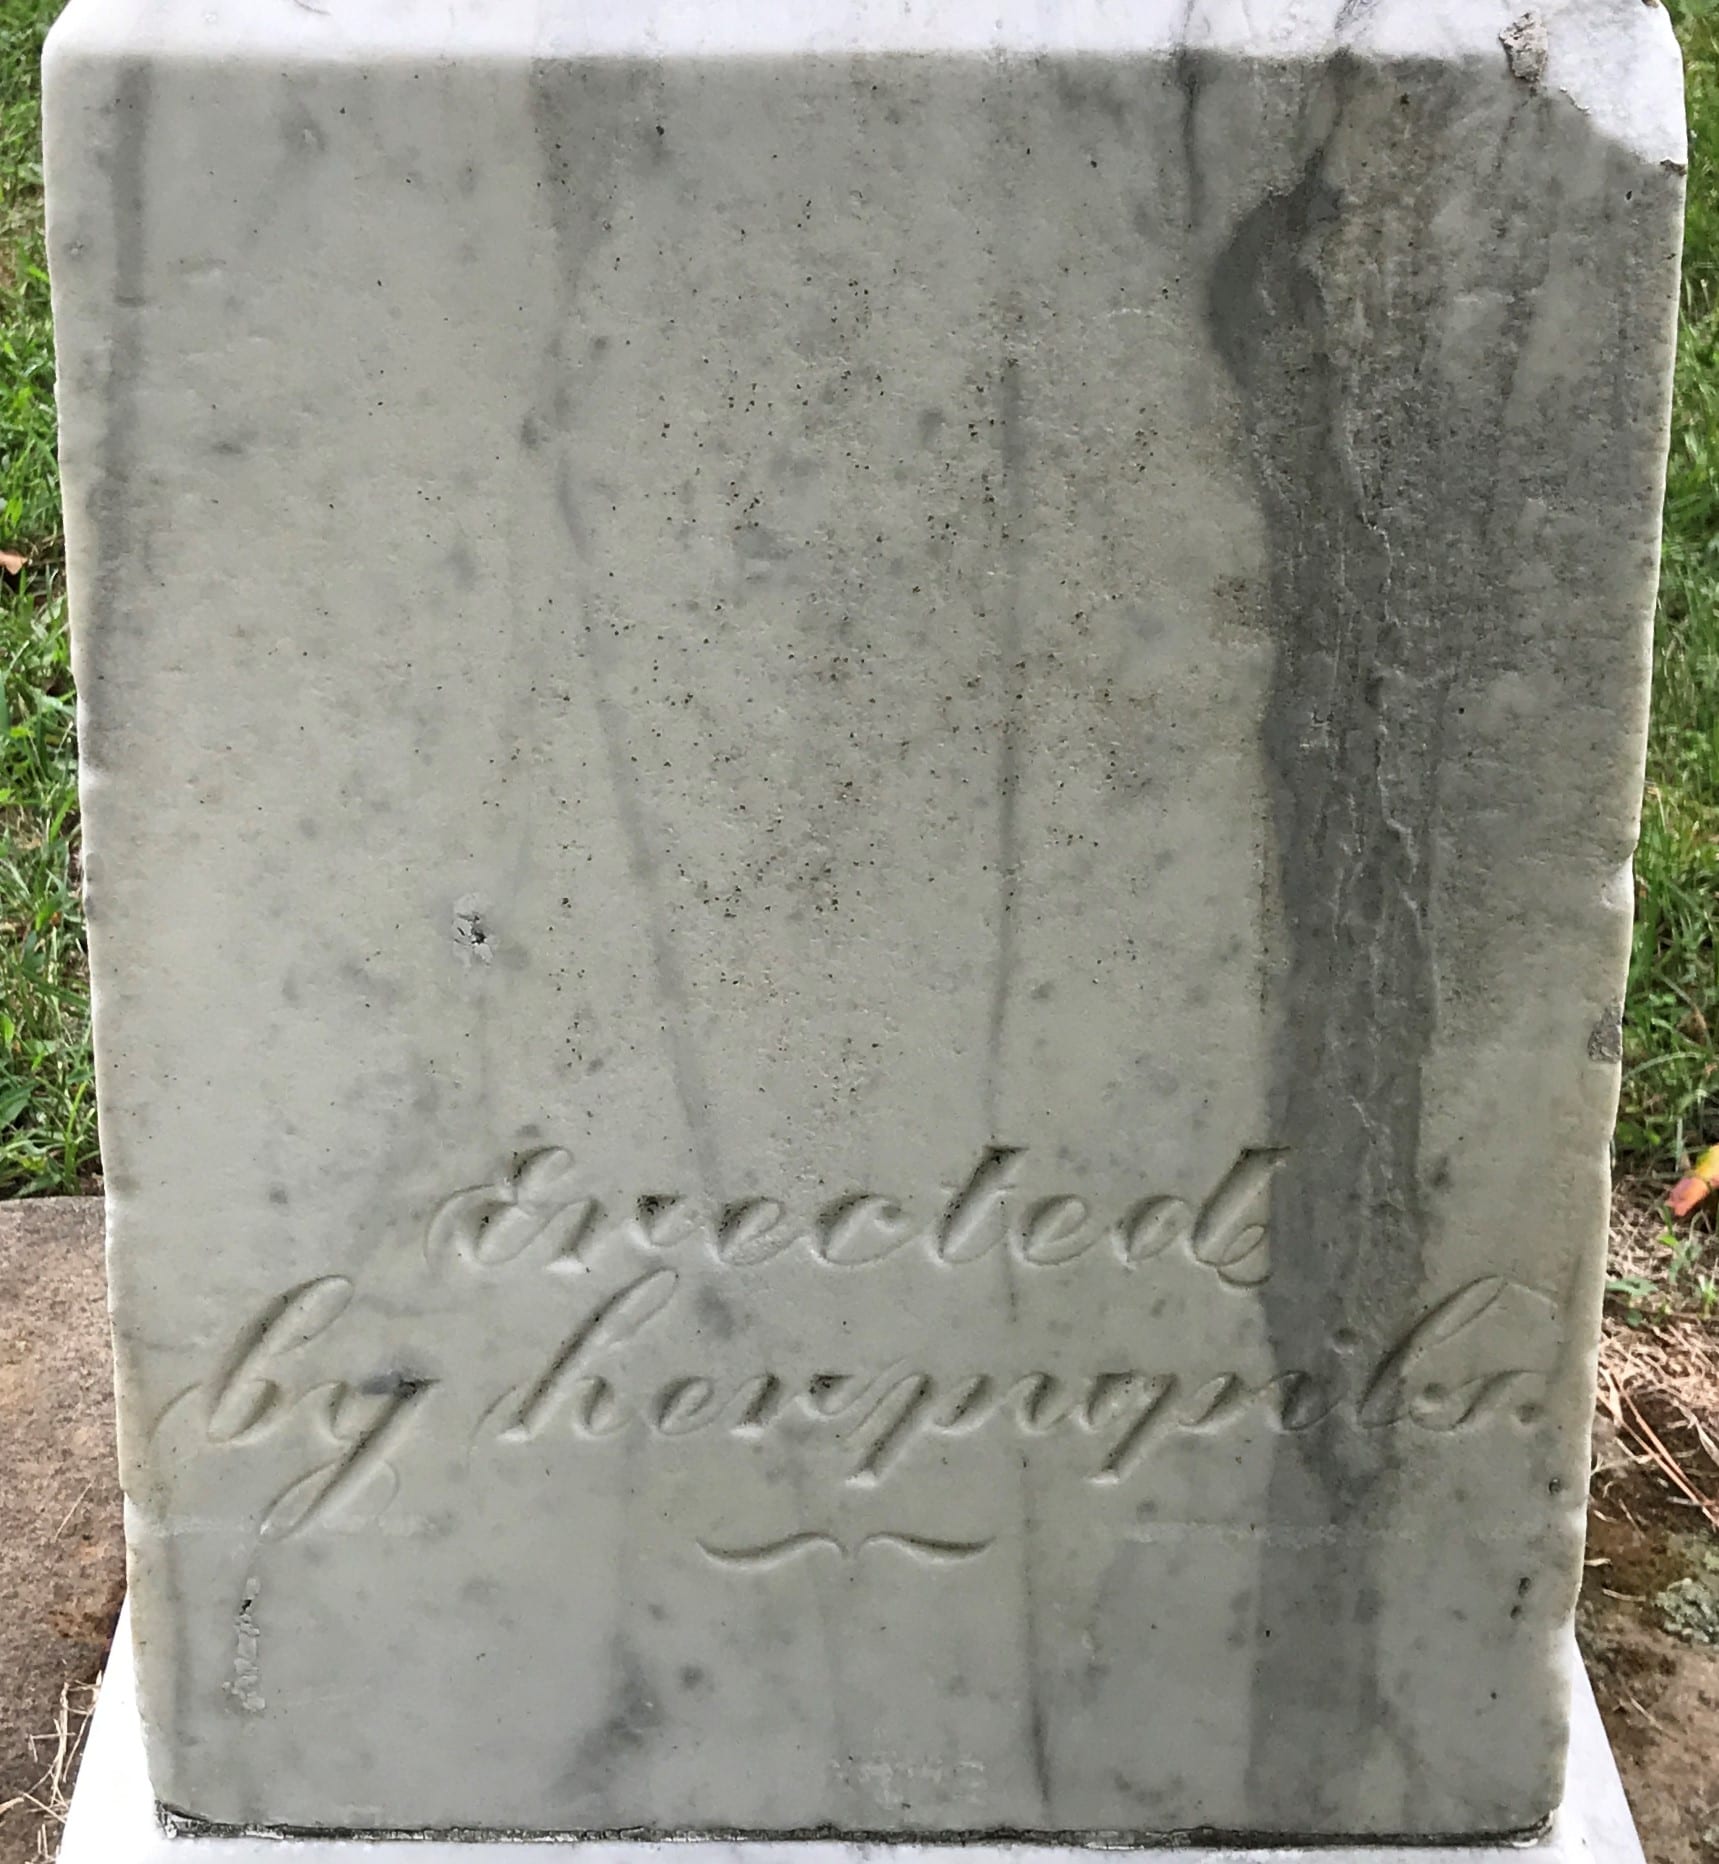 Erected
by her pupils.